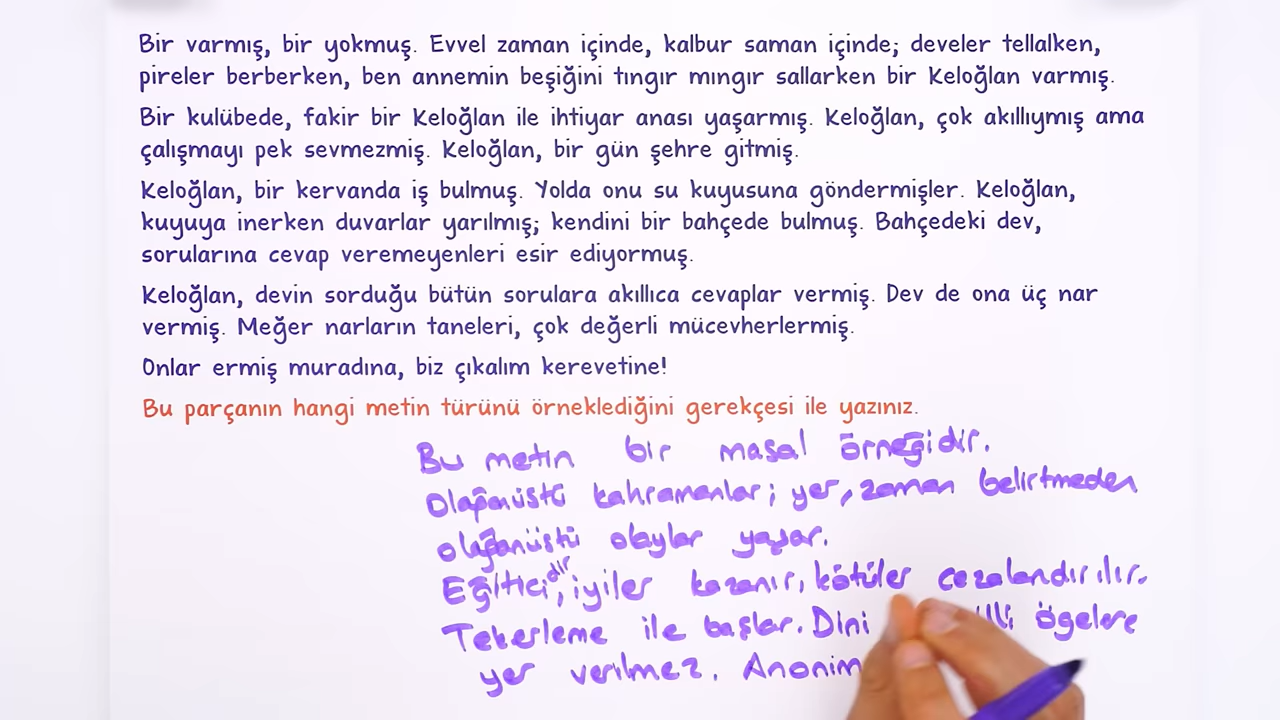 Bir varmış, bir yokmuş. Evvel zaman içinde, kalbur saman içinde; develer tellalken,
pireler berberken, ben annemin beşiğini tıngır mıngır sallarken bir Keloğlan varmış.
Bir kulübede, fakir bir Keloğlan ile ihtiyar anası yaşarmış. Keloğlan, çok akıllıymış ama
çalışmayı pek sevmezmiş. Keloğlan, bir gün şehre gitmiş.
Keloğlan, bir kervanda iş bulmuş. Yolda onu su kuyusuna göndermişler. Keloğlan,
kuyuya inerken duvarlar yarılmış; kendini bir bahçede bulmuş. Bahçedeki dev,
sorularına cevap veremeyenleri esir ediyormuş.
Keloğlan, devin sorduğu bütün sorulara akıllıca cevaplar vermiş. Dev de ona üç nar
vermiş. Meğer narların taneleri, çok değerli mücevherlermiş.
Onlar ermiş muradına, biz çıkalım kerevetine!
Bu parçanın hangi metin türünü örneklediğini gerekçesi ile yazınız.
Bu metin bir masal örneğidir.
Olağanüstü kahramanlar; yer, zaman belirtmeden
olağanüstü olaylar yaşar.
Eğiticidir, iyiler kazanır, kötüler cezalandırılır.
Tekerleme ile başlar. Dini ögelere
yer verilmez. Anonim